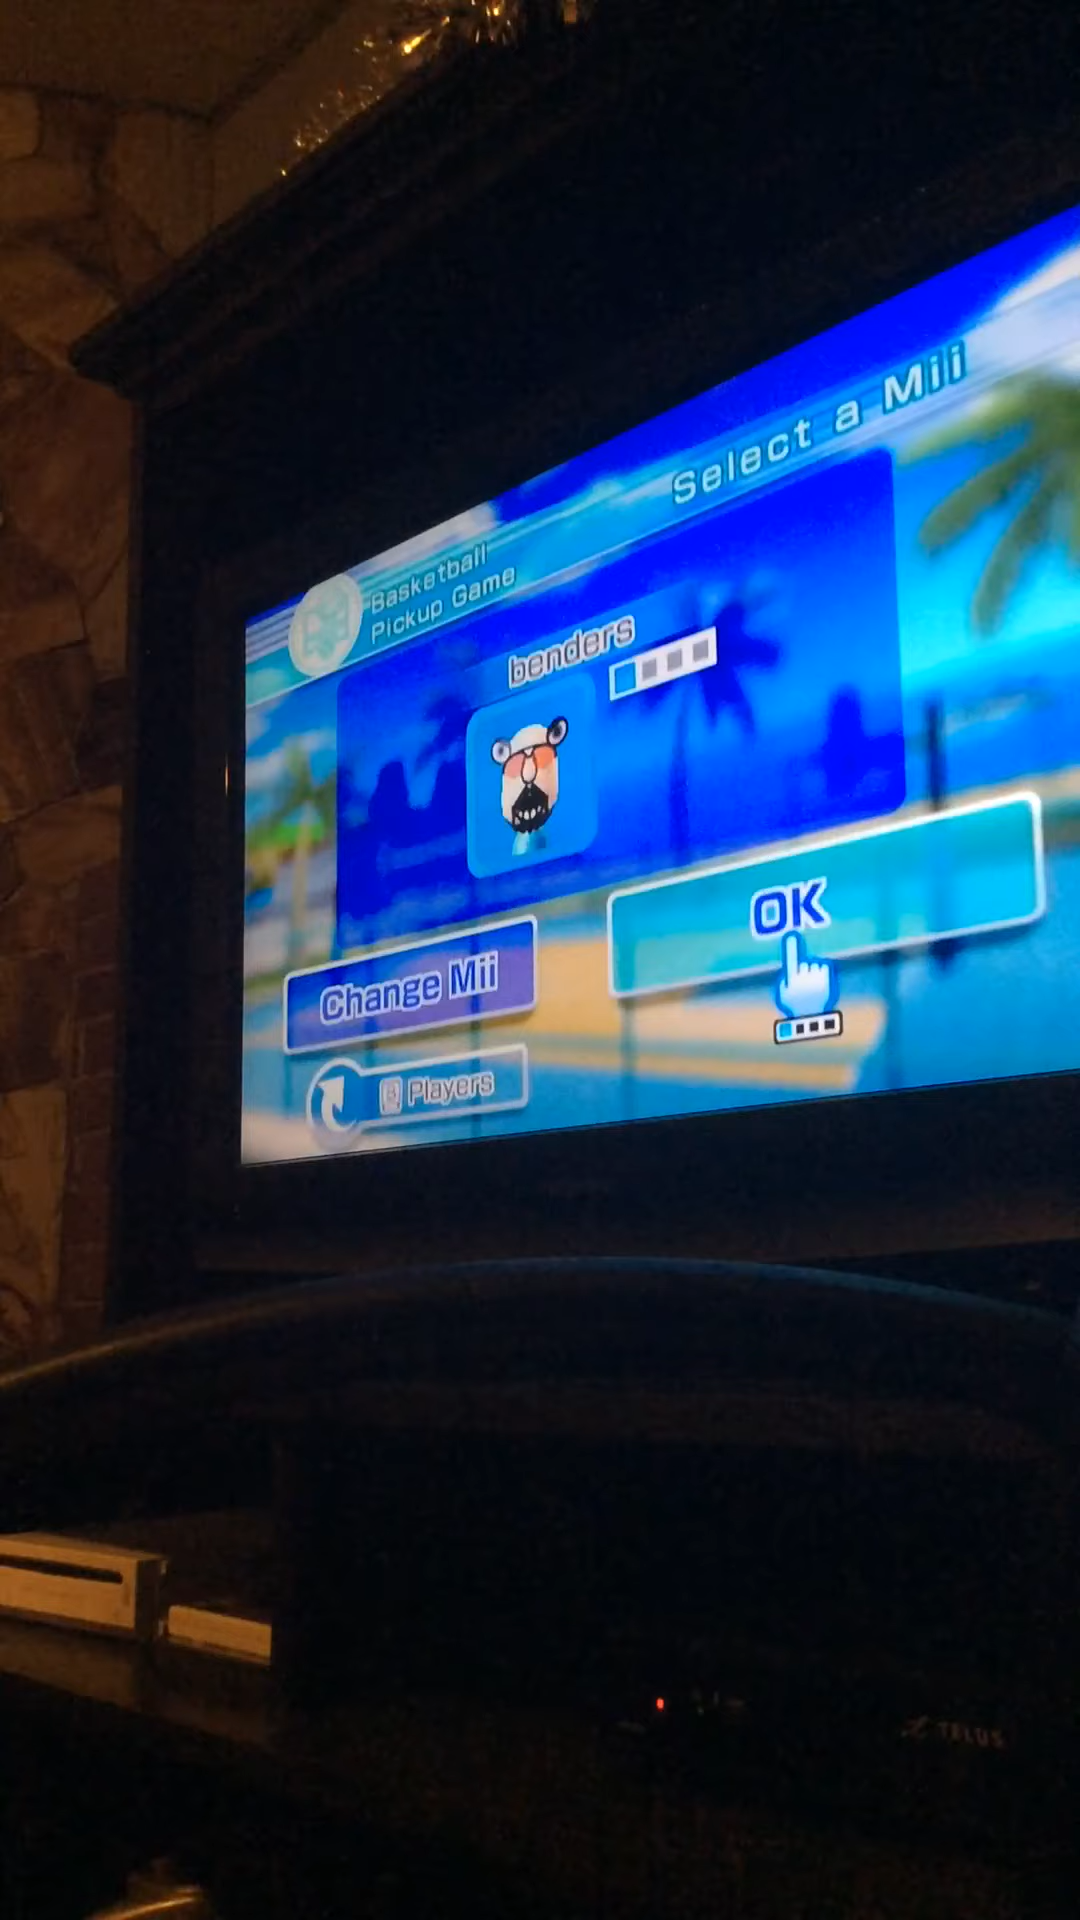 Select a Mii
Basketball
Pickup Game
benders
OK
Change Mii
B Players
TELUS